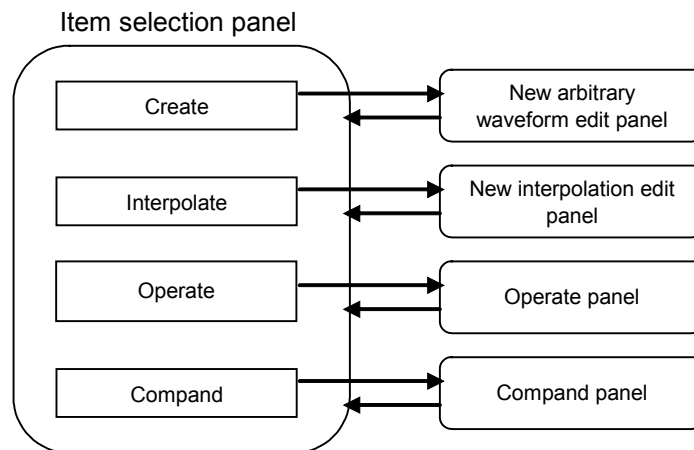 Item selection panel
Create
New arbitrary
waveform edit panel
Interpolate
New interpolation edit
panel
Operate
Operate panel
Compand
Compand panel